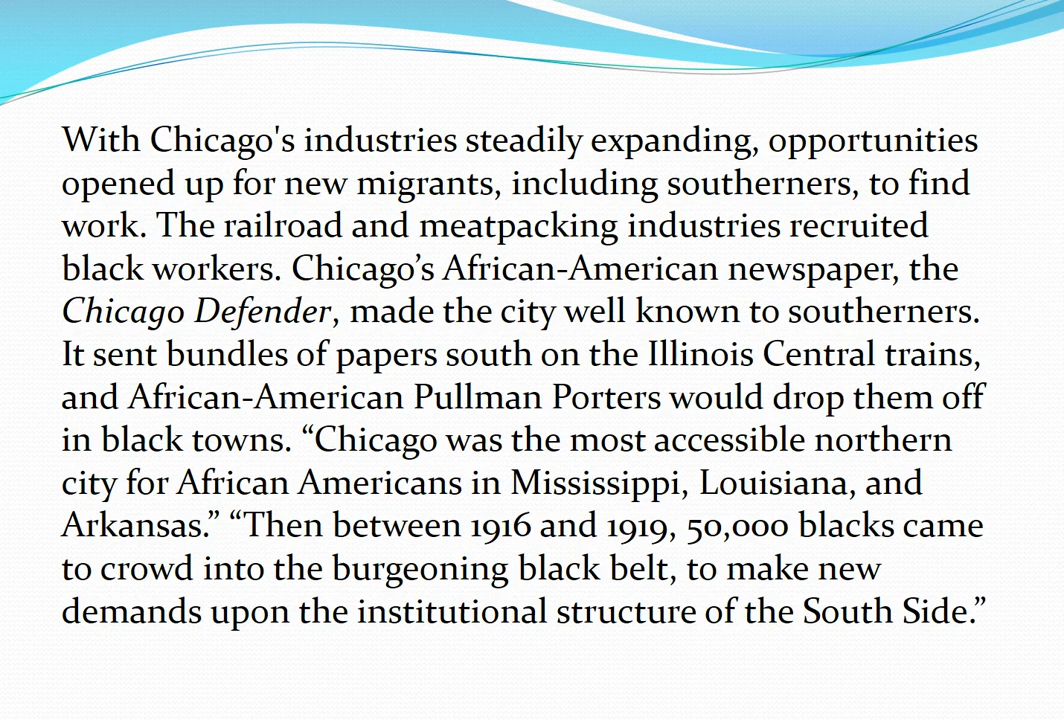 With Chicago's industries steadily expanding, opportunities
opened up for new migrants, including southerners, to find
work. The railroad and meatpacking industries recruited
black workers. Chicago’s African-American newspaper, the
Chicago Defender, made the city well known to southerners.
It sent bundles of papers south on the Illinois Central trains,
and African-American Pullman Porters would drop them off
in black towns. “Chicago was the most accessible northern
city for African Americans in Mississippi, Louisiana, and
Arkansas.” “Then between 1916 and 1919, 50,000 blacks came
to crowd into the burgeoning black belt, to make new
demands upon the institutional structure of the South Side.”